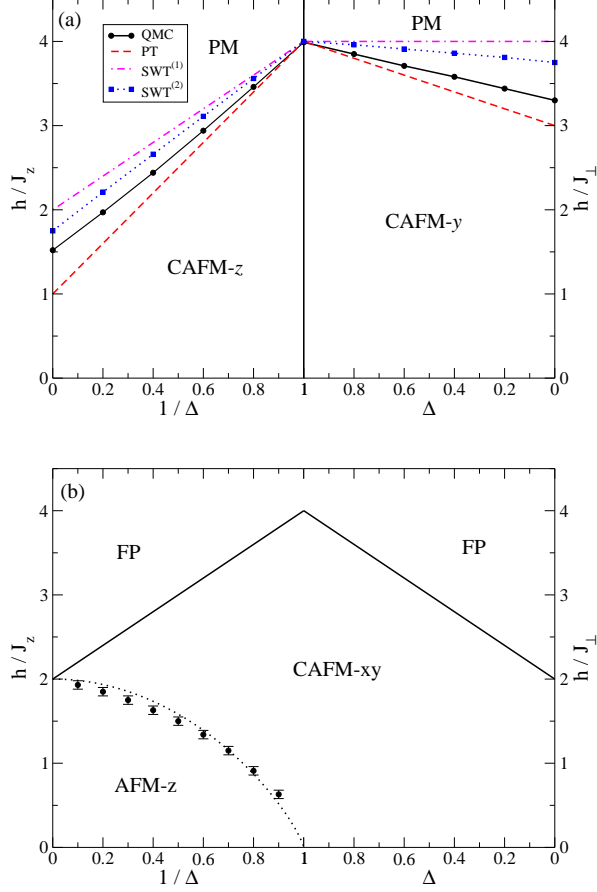 (a)
QMC
PT
SWT(1)
SWT(2)
PM
PM
CAFM-z
CAFM-y
h / J_z
h / J_⊥
4
3
2
1
0
4
3
2
1
0
0 0.2 0.4 0.6 0.8 1 0.8 0.6 0.4 0.2 0
1 / Δ
Δ
(b)
FP
FP
CAFM-xy
AFM-z
h / J_z
h / J_⊥
4
3
2
1
0
4
3
2
1
0
0 0.2 0.4 0.6 0.8 1 0.8 0.6 0.4 0.2 0
1 / Δ
Δ